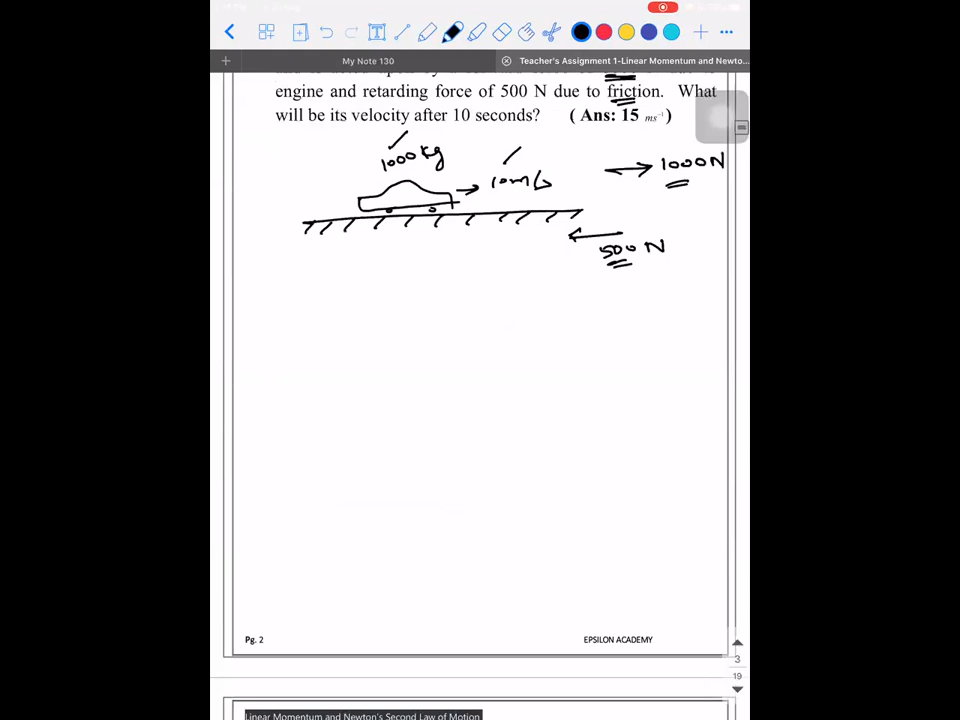 My Note 130
Teacher's Assignment 1-Linear Momentum and Newto...
engine and retarding force of 500 N due to friction. What
will be its velocity after 10 seconds? ( Ans: 15 ms⁻¹ )
1000 kg
10m/s
1000N
500 N
Pg. 2
EPSILON ACADEMY
3
19
Linear Momentum and Newton's Second Law of Motion